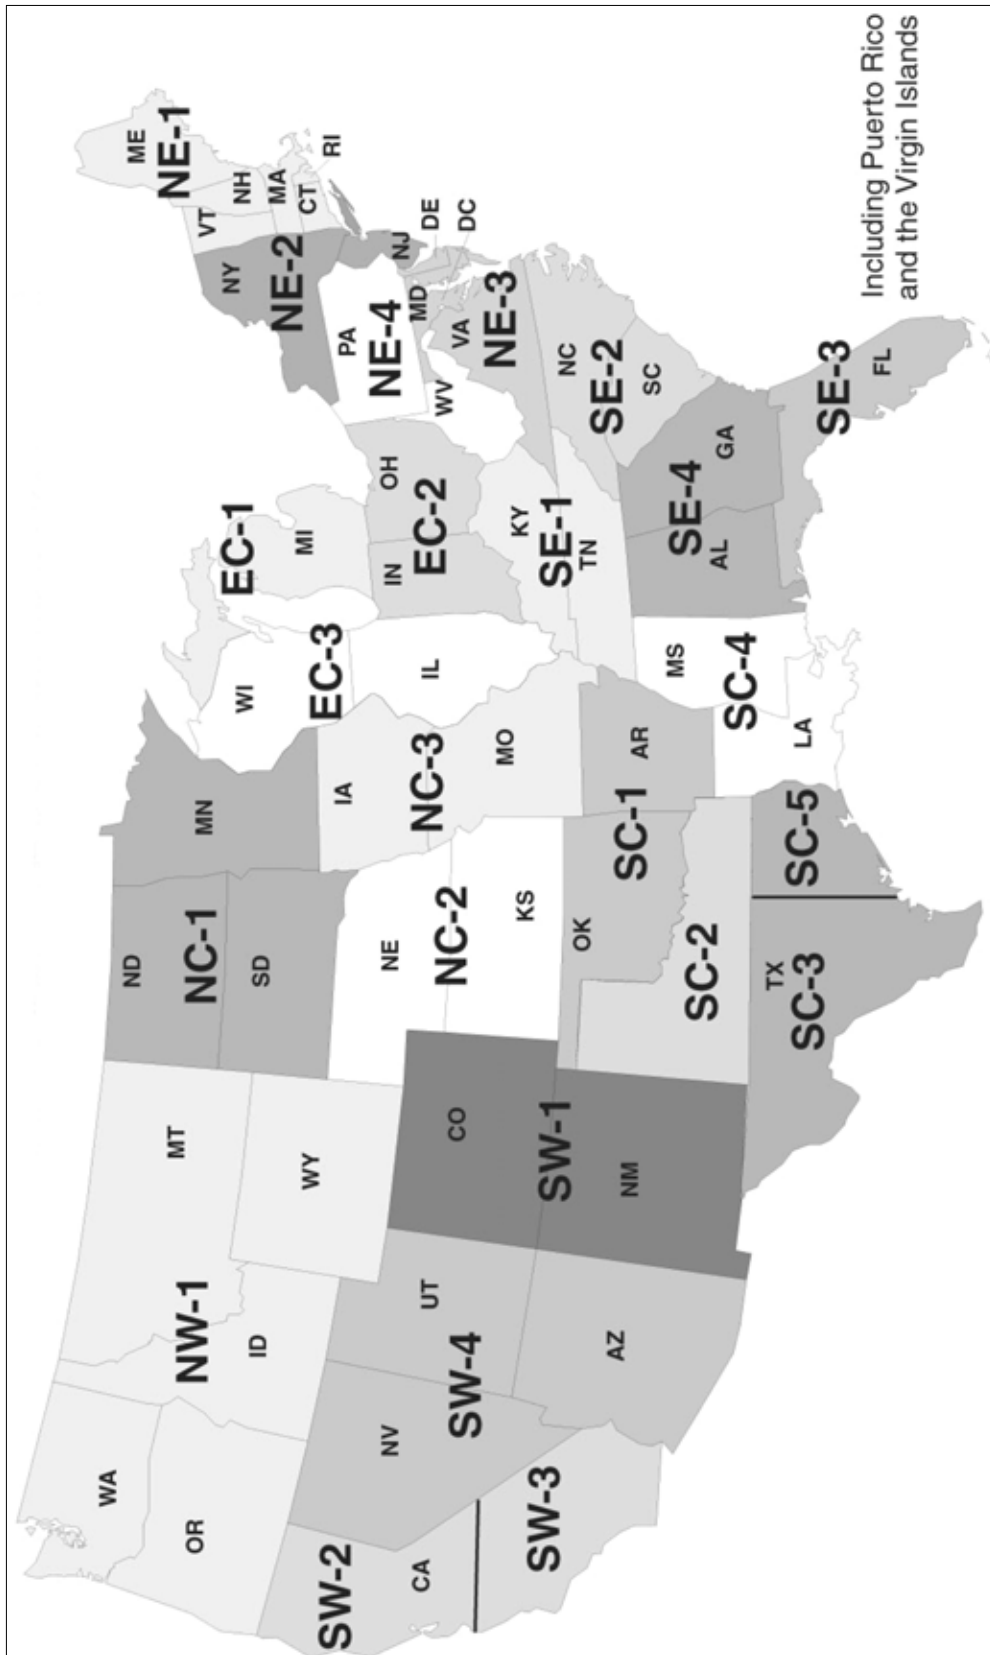 WA
OR
NW-1
MT
ID
WY
ND
NC-1
SD
MN
WI
EC-1
MI
EC-3
IL
IA
NC-3
MO
NE
NC-2
KS
SW-2
CA
SW-3
NV
SW-4
UT
AZ
CO
SW-1
NM
OK
SC-1
AR
SC-2
TX
SC-3
SC-5
MS
SC-4
LA
IN
OH
EC-2
KY
SE-1
TN
AL
SE-4
GA
NC
SE-2
SC
SE-3
FL
WV
VA
NE-3
MD
DE
DC
PA
NE-4
NY
NE-2
NJ
VT
NH
ME
NE-1
MA
CT
RI
Including Puerto Rico
and the Virgin Islands